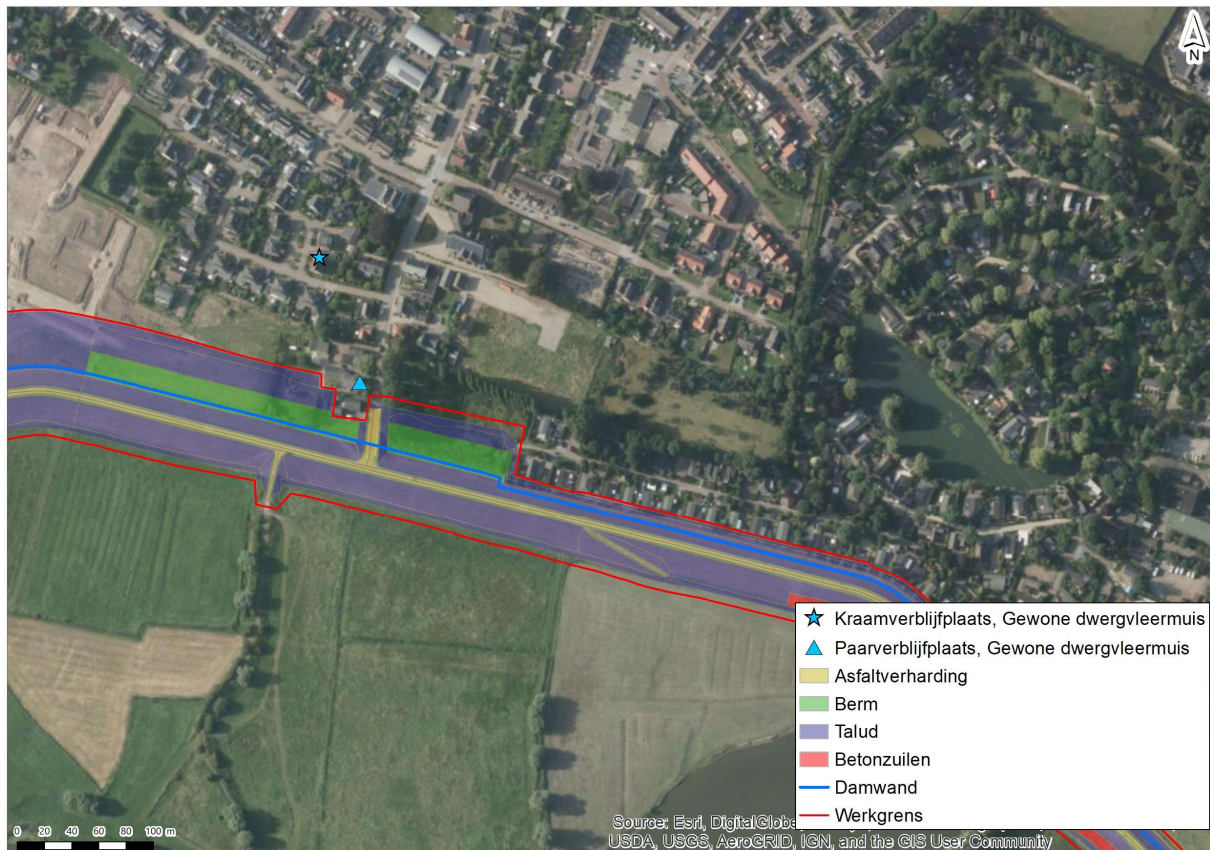 N
Kraamverblijfplaats, Gewone dwergvleermuis
Paarverblijfplaats, Gewone dwergvleermuis
Asfaltverharding
Berm
Talud
Betonzuilen
Damwand
Werkgrens
0 20 40 60 80 100 m
Source: Esri, DigitalGlobe,
USDA, USGS, AeroGRID, IGN, and the GIS User Community